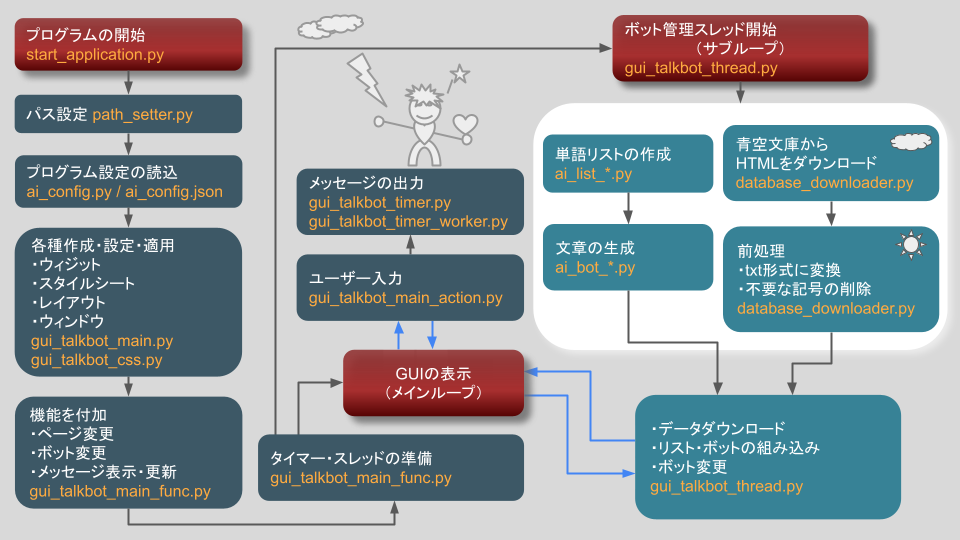 プログラムの開始
start_application.py
パス設定 path_setter.py
プログラム設定の読込
ai_config.py / ai_config.json
各種作成・設定・適用
・ウィジット
・スタイルシート
・レイアウト
・ウィンドウ
gui_talkbot_main.py
gui_talkbot_css.py
機能を付加
・ページ変更
・ボット変更
・メッセージ表示・更新
gui_talkbot_main_func.py
タイマー・スレッドの準備
gui_talkbot_main_func.py
GUIの表示
（メインループ）
ユーザー入力
gui_talkbot_main_action.py
メッセージの出力
gui_talkbot_timer.py
gui_talkbot_timer_worker.py
ボット管理スレッド開始
（サブループ）
gui_talkbot_thread.py
単語リストの作成
ai_list_*.py
文章の生成
ai_bot_*.py
青空文庫から
HTMLをダウンロード
database_downloader.py
前処理
・txt形式に変換
・不要な記号の削除
database_downloader.py
・データダウンロード
・リスト・ボットの組み込み
・ボット変更
gui_talkbot_thread.py